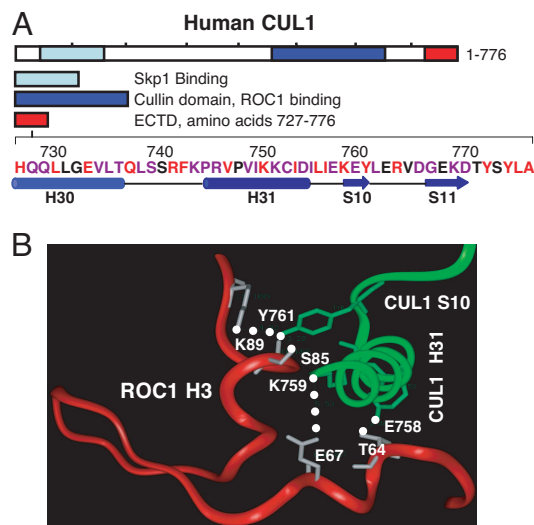 A
Human CUL1
1-776
Skp1 Binding
Cullin domain, ROC1 binding
ECTD, amino acids 727-776
730 740 750 760 770
HQQLLGEVLTQLSSRFKPRVPVIKKCIDILIEKEYLERVDGEKDTYSYLA
H30 H31 S10 S11
B
CUL1 S10
Y761
K89
S85
CUL1 H31
ROC1 H3
K759
E758
E67
T64